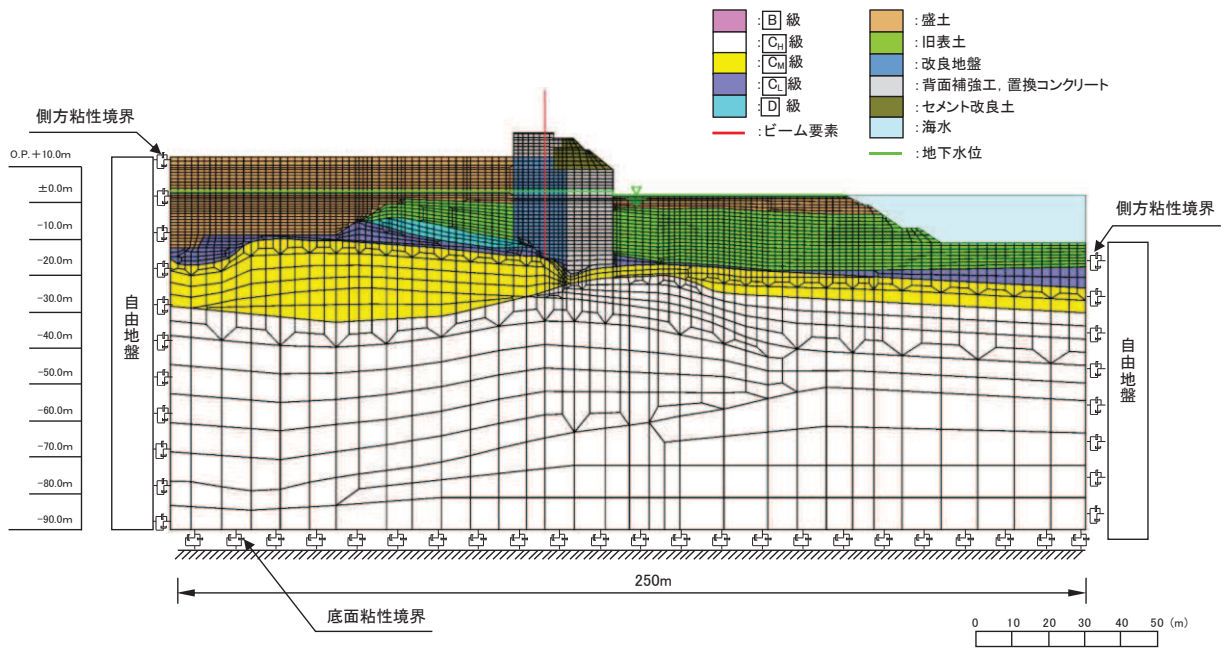 :B 級
:CH級
:CM級
:CL級
:D 級
:ビーム要素
:盛土
:旧表土
:改良地盤
:背面補強工, 置換コンクリート
:セメント改良土
:海水
:地下水位
側方粘性境界
O.P.+10.0m
±0.0m
-10.0m
-20.0m
-30.0m
-40.0m
-50.0m
-60.0m
-70.0m
-80.0m
-90.0m
自由地盤
側方粘性境界
自由地盤
250m
底面粘性境界
0 10 20 30 40 50 (m)